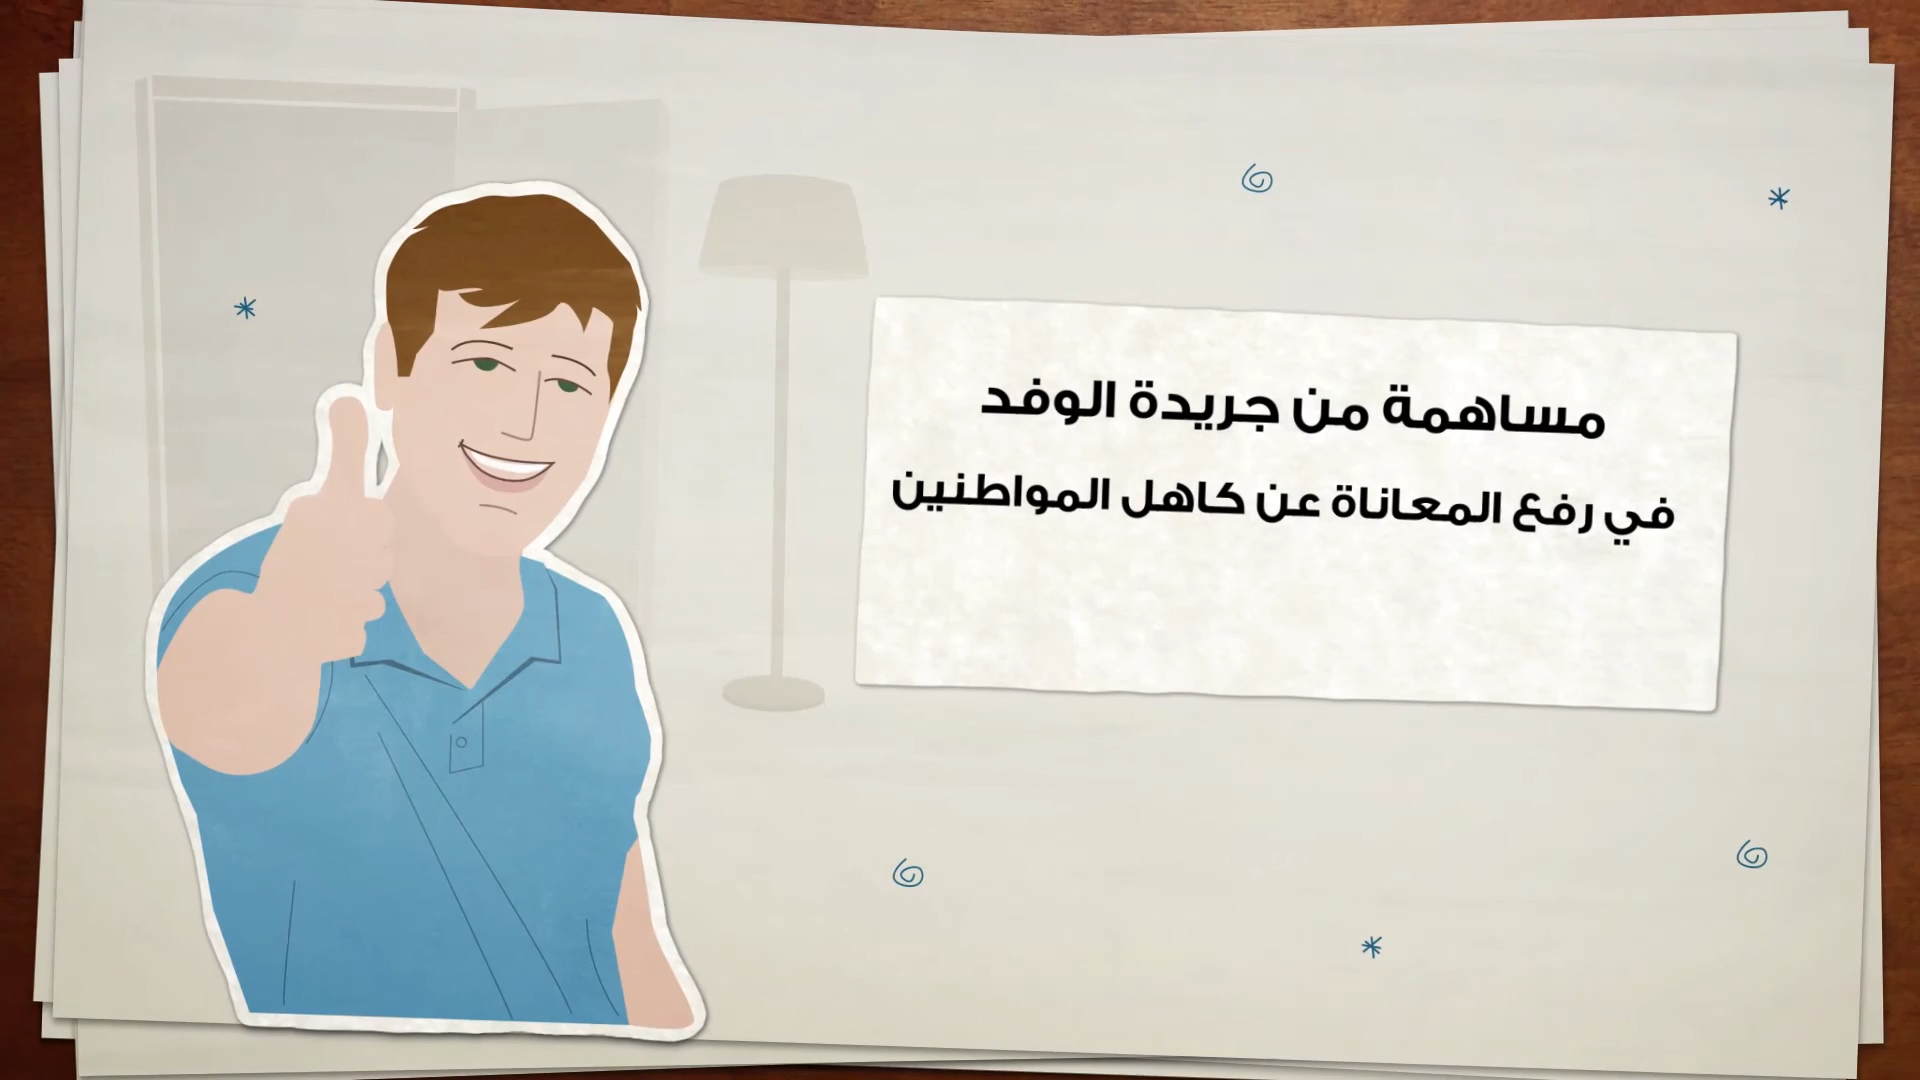 مساهمة من جريدة الوفد
في رفع المعاناة عن كاهل المواطنين